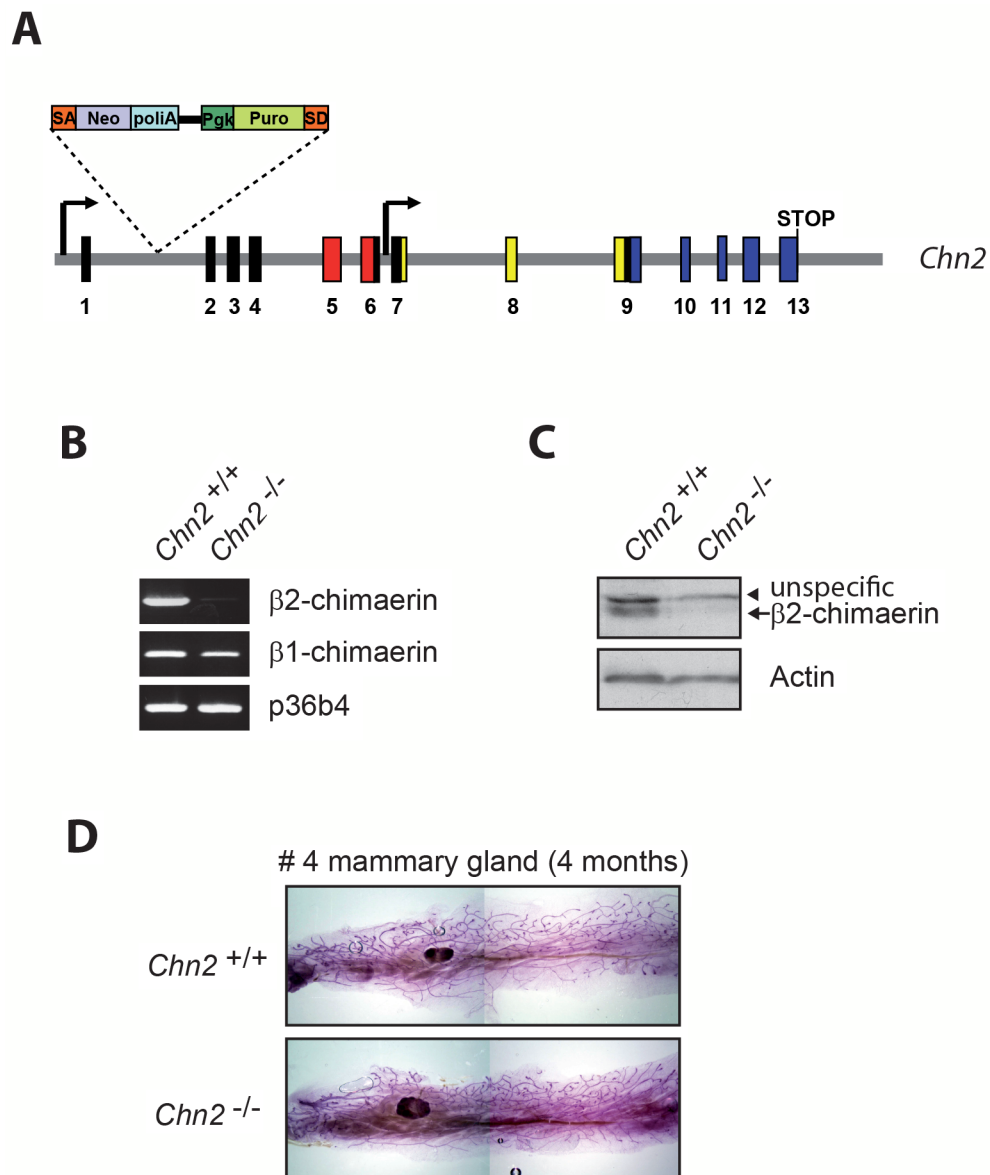 A
SA Neo poliA Pgk Puro SD
STOP
Chn2
1 2 3 4 5 6 7 8 9 10 11 12 13
B
Chn2 +/+ Chn2 -/-
β2-chimaerin
β1-chimaerin
p36b4
C
Chn2 +/+ Chn2 -/-
unspecific
β2-chimaerin
Actin
D
# 4 mammary gland (4 months)
Chn2 +/+
Chn2 -/-